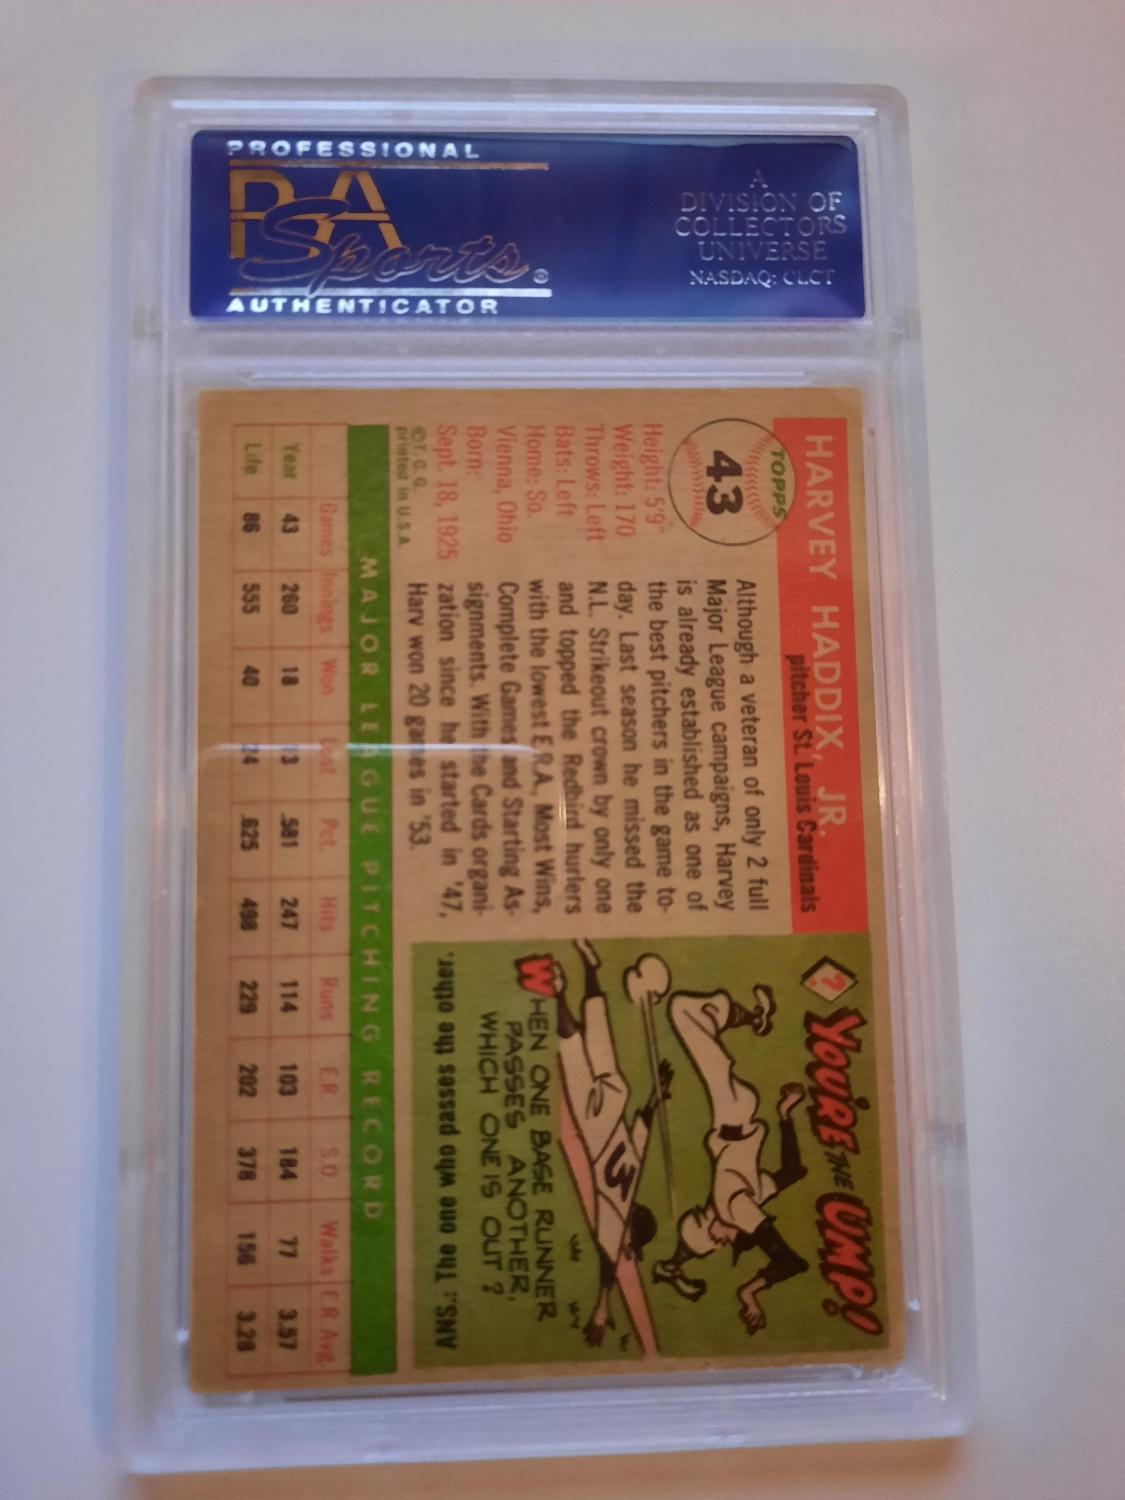 PROFESSIONAL
PSA
Sports®
AUTHENTICATOR
A
DIVISION OF
COLLECTORS
UNIVERSE
NASDAQ: CLCT
TOPPS
43
HARVEY HADDIX, JR.
pitcher St. Louis Cardinals
Height: 5'9"
Weight: 170
Throws: Left
Bats: Left
Home: So.
Vienna, Ohio
Born:
Sept. 18, 1925
© T. C. G.
printed in U.S.A.
Although a veteran of only 2 full
Major League campaigns, Harvey
is already established as one of
the best pitchers in the game to-
day. Last season he missed the
N.L. Strikeout crown by only one
and topped the Redbird hurlers
with the lowest E.R.A., Most Wins,
Complete Games and Starting As-
signments. With the Cards organi-
zation since he started in '47,
Harv won 20 games in '53.
? YOU'RE THE UMP!
WHEN ONE BASE RUNNER
PASSES ANOTHER,
WHICH ONE IS OUT?
ANS.: The one who passes the other.
MAJOR LEAGUE PITCHING RECORD
Games Innings Won Lost Pct. Hits Runs E.R. S.O. Walks E.R. Avg.
Year 43 260 18 13 .581 247 114 103 184 77 3.57
Life 86 555 40 24 .625 498 229 202 378 156 3.28